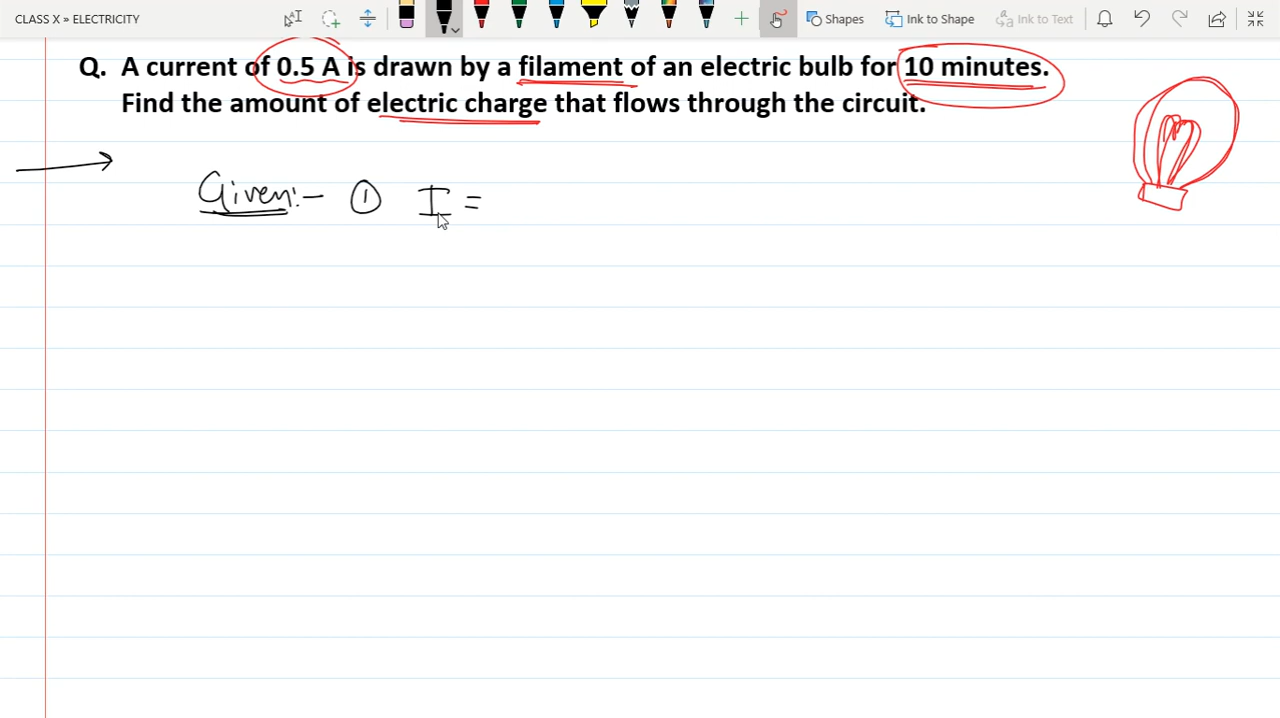 CLASS X » ELECTRICITY
Shapes
Ink to Shape
Ink to Text
Q. A current of 0.5 A is drawn by a filament of an electric bulb for 10 minutes.
Find the amount of electric charge that flows through the circuit.
Given:- ① I =